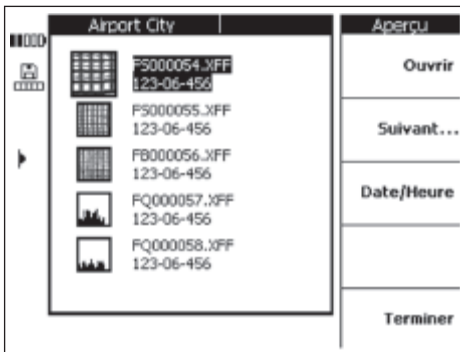 Airport City
FS000054.XFF
123-06-456
FS000055.XFF
123-06-456
FB000056.XFF
123-06-456
FQ000057.XFF
123-06-456
FQ000058.XFF
123-06-456
Aperçu
Ouvrir
Suivant...
Date/Heure
Terminer